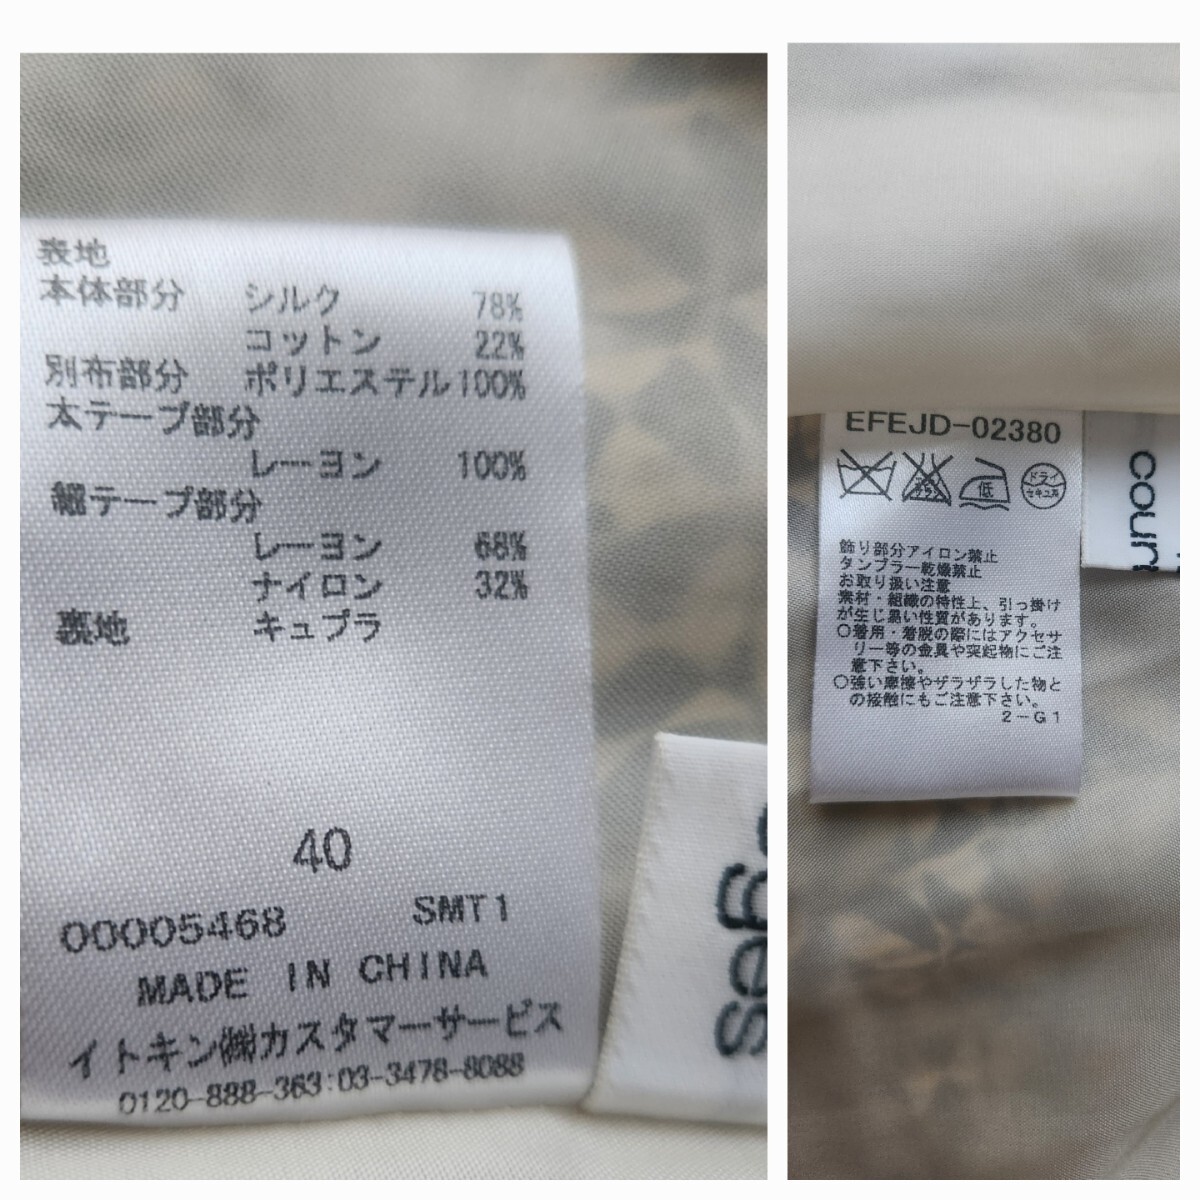 表地
本体部分 シルク 78%
コットン 22%
別布部分 ポリエステル 100%
太テープ部分
レーヨン 100%
細テープ部分
レーヨン 68%
ナイロン 32%
裏地 キュプラ
40
00005468 SMT1
MADE IN CHINA
イトキン㈱カスタマーサービス
0120-888-363:03-3478-8088
ges
EFEJD-02380
低
ドライ
セキユ系
飾り部分アイロン禁止
タンブラー乾燥禁止
お取り扱い注意
素材・組織の特性上、引っ掛け
が生じ易い性質があります。
○着用・着脱の際にはアクセサ
リー等の金具や突起物にご注
意下さい。
○強い摩擦やザラザラした物と
の接触にもご注意下さい。
2-G1
cour